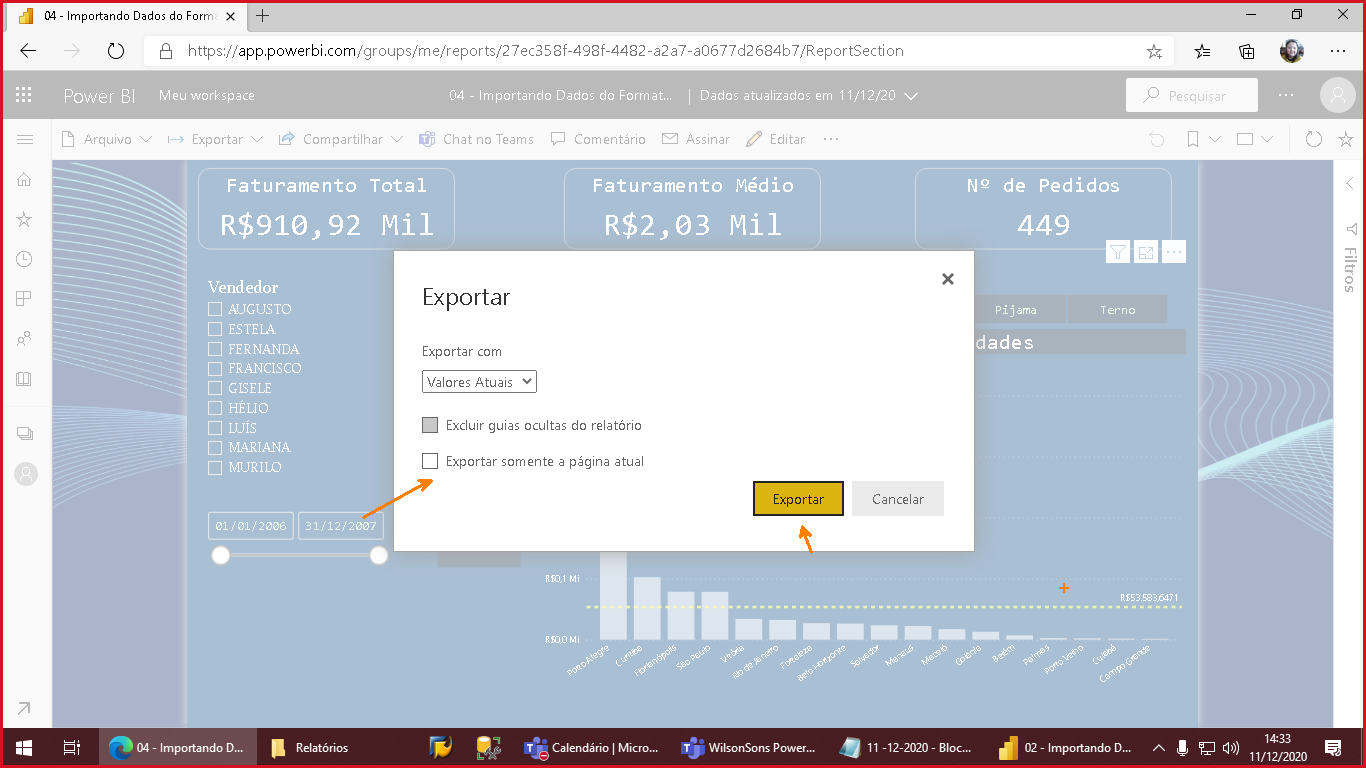 04 - Importando Dados do Forma
https://app.powerbi.com/groups/me/reports/27ec358f-498f-4482-a2a7-a0677d2684b7/ReportSection
Power BI Meu workspace 04 - Importando Dados do Format... | Dados atualizados em 11/12/20 Pesquisar
Arquivo Exportar Compartilhar Chat no Teams Comentário Assinar Editar
Faturamento Total
R$910,92 Mil
Faturamento Médio
R$2,03 Mil
Nº de Pedidos
449
Filtros
Vendedor
AUGUSTO
ESTELA
FERNANDA
FRANCISCO
GISELE
HÉLIO
LUÍS
MARIANA
MURILO
01/01/2006 31/12/2007
Pijama Terno
dades
Exportar
Exportar com
Valores Atuais
Excluir guias ocultas do relatório
Exportar somente a página atual
Exportar Cancelar
R$0,1 Mi
R$53.583,6471
R$0,0 Mi
Porto Alegre Curitiba Florianópolis São Paulo Vitória Rio de Janeiro Fortaleza Belo Horizonte Salvador Manaus Maceió Goiânia Belém Palmas Porto Velho Cuiabá Campo Grande
04 - Importando D... Relatórios Calendário | Micro... WilsonSons Power... 11 -12-2020 - Bloc... 02 - Importando D...
14:33
11/12/2020